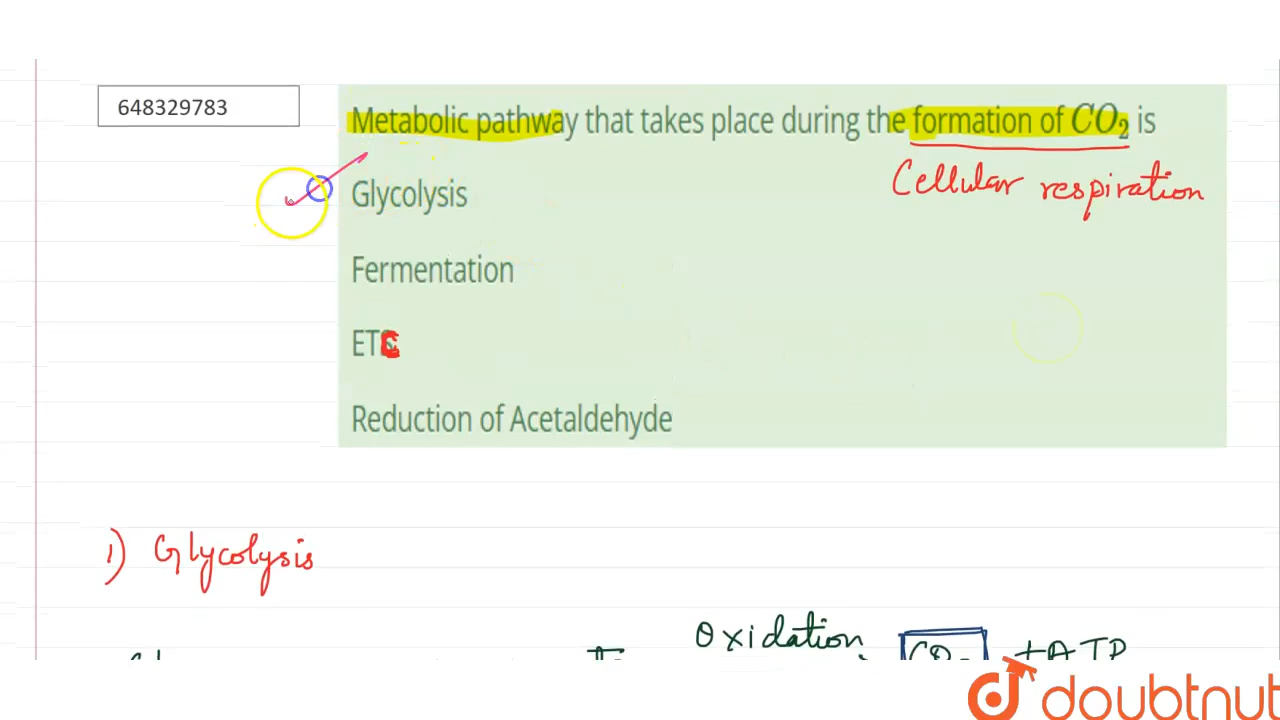 648329783
Metabolic pathway that takes place during the formation of CO2 is
Glycolysis
Cellular respiration
Fermentation
ETC
Reduction of Acetaldehyde
1) Glycolysis
Oxidation
CO2 + ATP
doubtnut